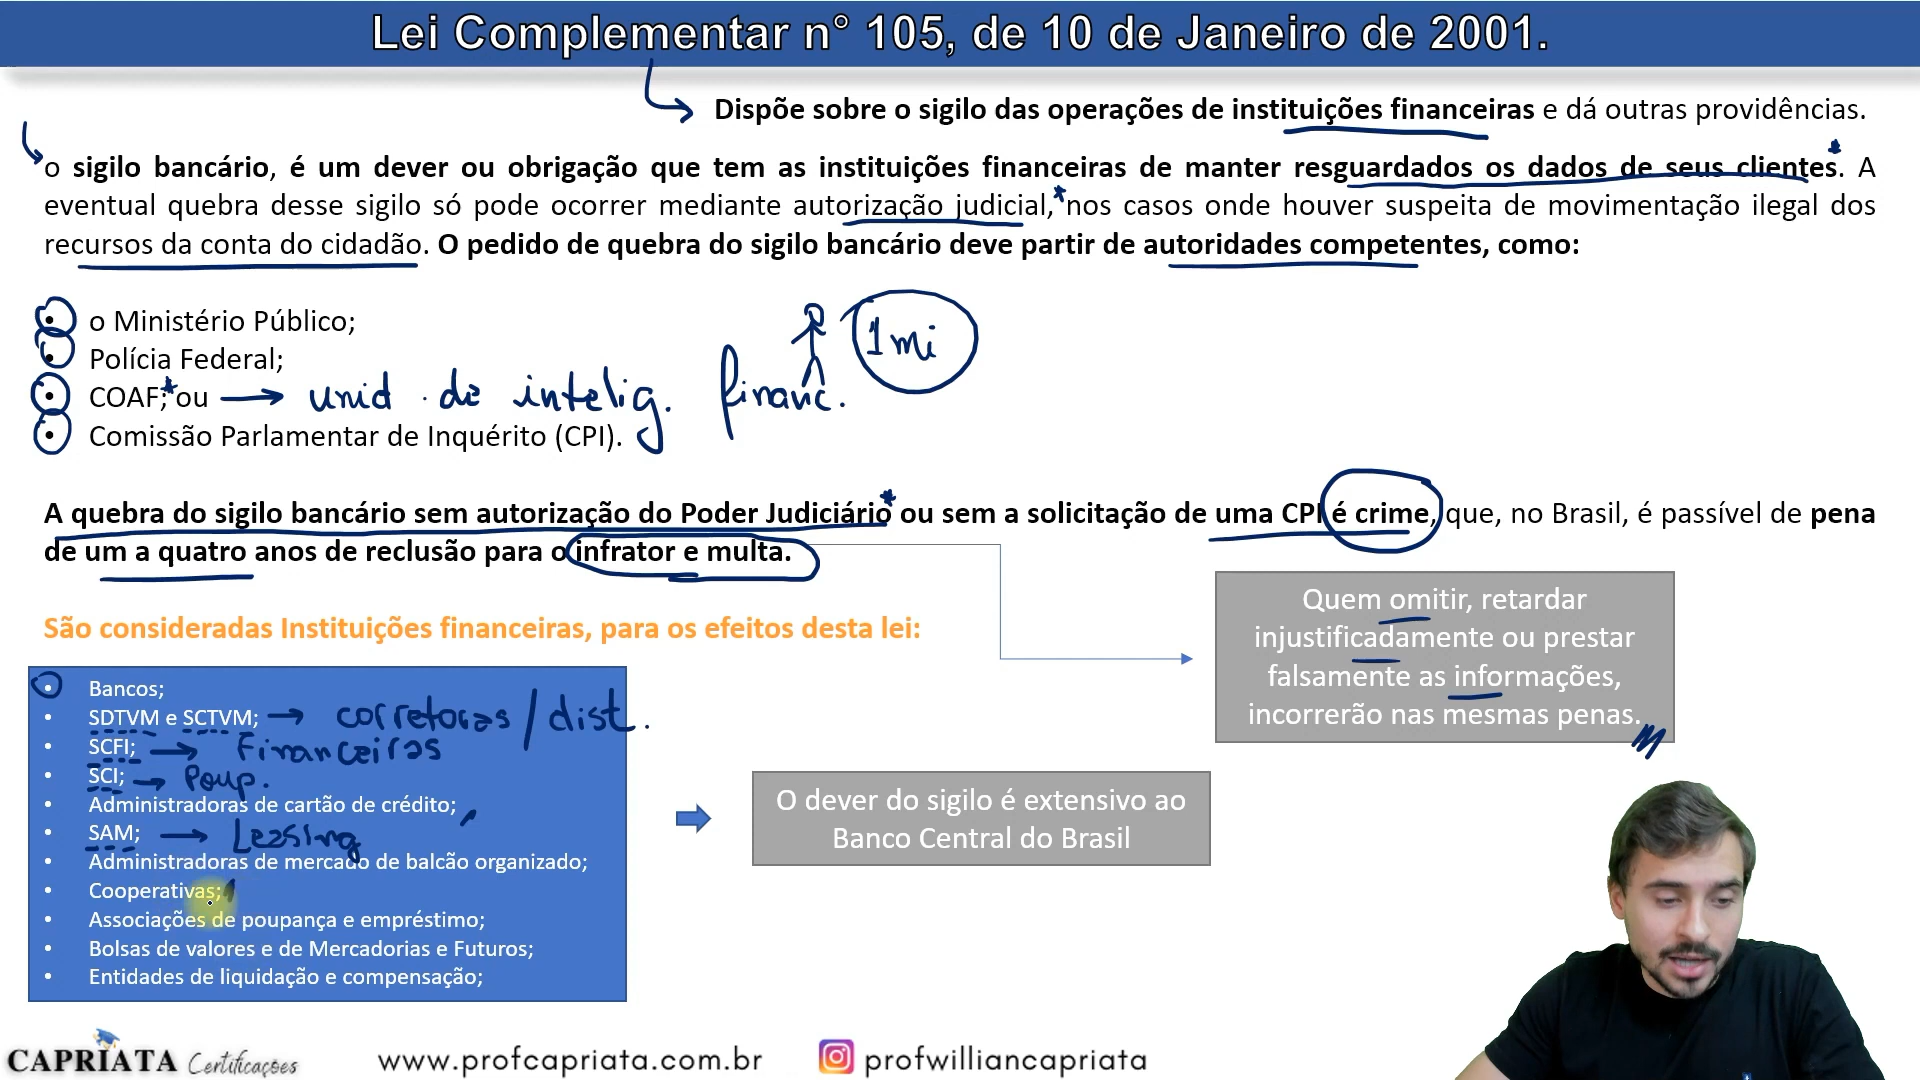 Lei Complementar n° 105, de 10 de Janeiro de 2001.
Dispõe sobre o sigilo das operações de instituições financeiras e dá outras providências.
o sigilo bancário, é um dever ou obrigação que tem as instituições financeiras de manter resguardados os dados de seus clientes. A
eventual quebra desse sigilo só pode ocorrer mediante autorização judicial, nos casos onde houver suspeita de movimentação ilegal dos
recursos da conta do cidadão. O pedido de quebra do sigilo bancário deve partir de autoridades competentes, como:
• o Ministério Público;
1 mi
• Polícia Federal;
• COAF; ou → unid. de intelig. financ.
• Comissão Parlamentar de Inquérito (CPI).
A quebra do sigilo bancário sem autorização do Poder Judiciário ou sem a solicitação de uma CPI é crime, que, no Brasil, é passível de pena
de um a quatro anos de reclusão para o infrator e multa.
Quem omitir, retardar
injustificadamente ou prestar
falsamente as informações,
incorrerão nas mesmas penas.
São consideradas Instituições financeiras, para os efeitos desta lei:
• Bancos;
• SDTVM e SCTVM; → corretoras / dist.
• SCFI; → Financeiras
• SCI; → Poup.
• Administradoras de cartão de crédito;
• SAM; → Leasing
• Administradoras de mercado de balcão organizado;
• Cooperativas;
• Associações de poupança e empréstimo;
• Bolsas de valores e de Mercadorias e Futuros;
• Entidades de liquidação e compensação;
O dever do sigilo é extensivo ao
Banco Central do Brasil
CAPRIATA Certificações
www.profcapriata.com.br
profwilliancapriata